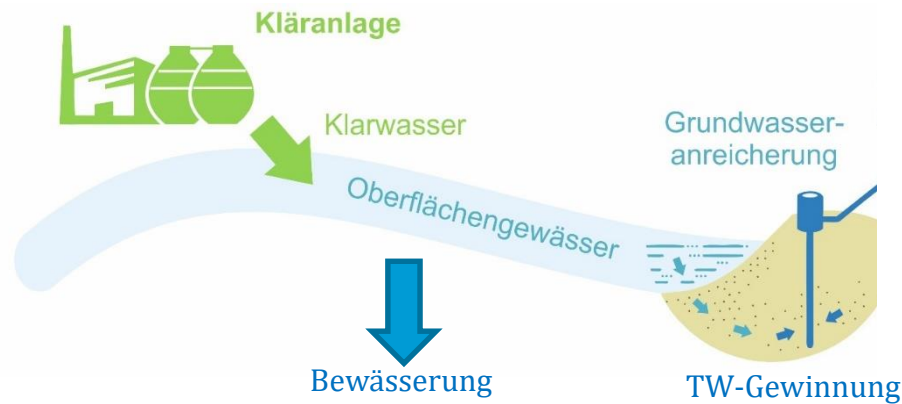 Kläranlage
Klarwasser
Grundwasser-
anreicherung
Oberflächengewässer
Bewässerung
TW-Gewinnung